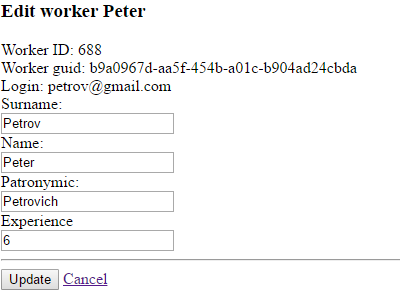 Edit worker Peter
Worker ID: 688
Worker guid: b9a0967d-aa5f-454b-a01c-b904ad24cbda
Login: petrov@gmail.com
Surname:
Petrov
Name:
Peter
Patronymic:
Petrovich
Experience
6
Update Cancel